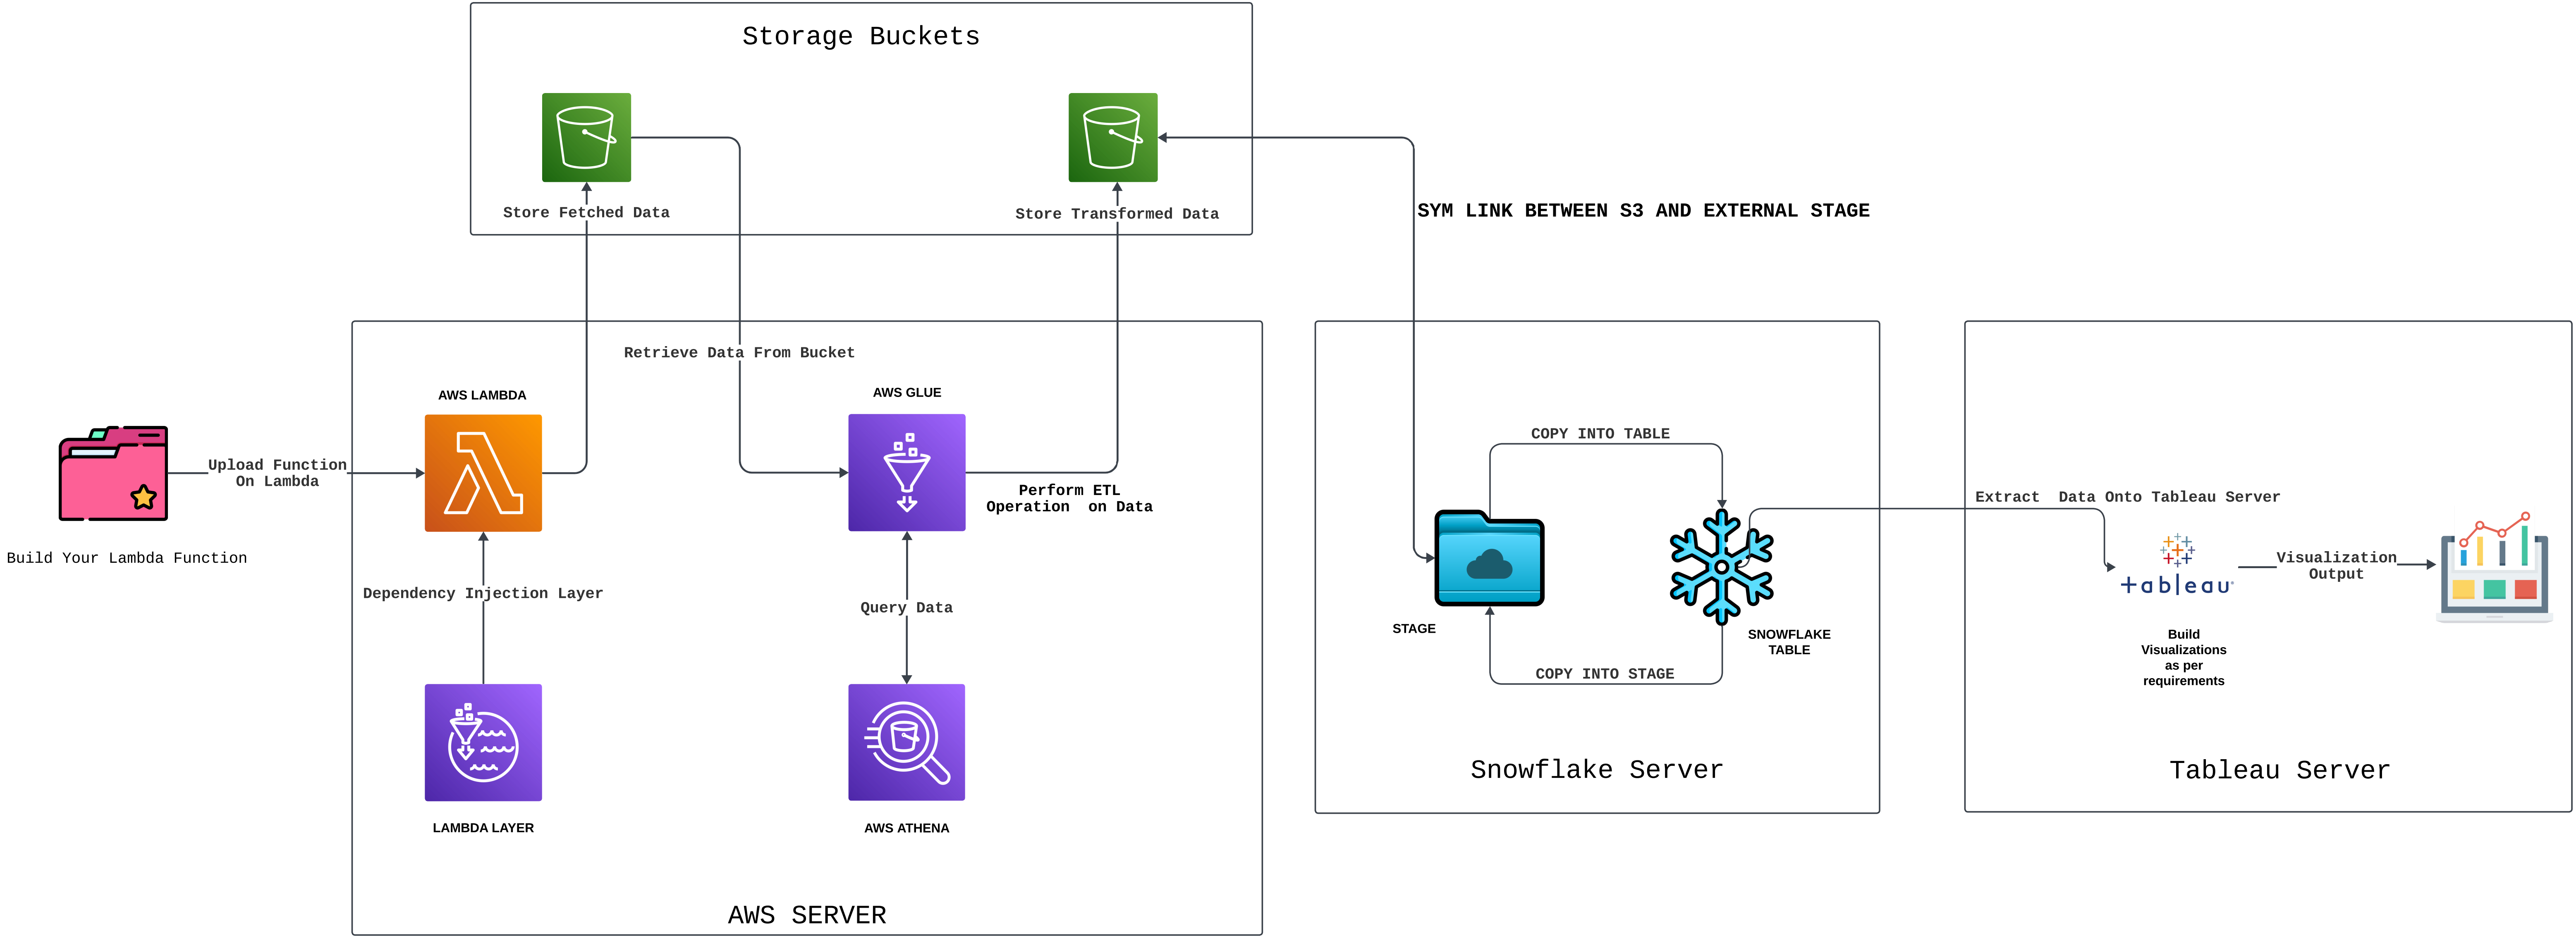 Storage Buckets
Store Fetched Data
Store Transformed Data
SYM LINK BETWEEN S3 AND EXTERNAL STAGE
Retrieve Data From Bucket
AWS LAMBDA
AWS GLUE
Upload Function
On Lambda
Perform ETL
Operation  on Data
Build Your Lambda Function
Dependency Injection Layer
Query Data
LAMBDA LAYER
AWS ATHENA
AWS SERVER
COPY INTO TABLE
STAGE
SNOWFLAKE
TABLE
COPY INTO STAGE
Snowflake Server
Extract  Data Onto Tableau Server
+ableau®
Visualization
Output
Build
Visualizations
as per
requirements
Tableau Server